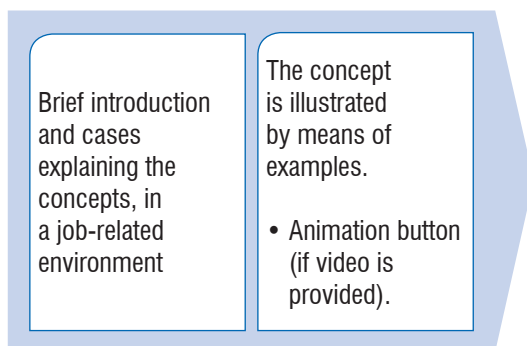 Brief introduction
and cases
explaining the
concepts, in
a job-related
environment
The concept
is illustrated
by means of
examples.
• Animation button
(if video is
provided).